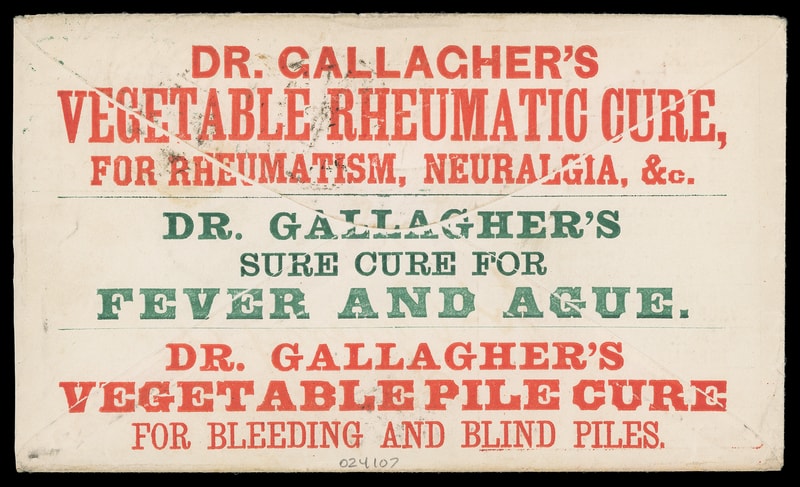 DR. GALLAGHER'S
VEGETABLE RHEUMATIC CURE,
FOR RHEUMATISM, NEURALGIA, &c.
DR. GALLAGHER'S
SURE CURE FOR
FEVER AND AGUE.
DR. GALLAGHER'S
VEGETABLE PILE CURE
FOR BLEEDING AND BLIND PILES.
024107